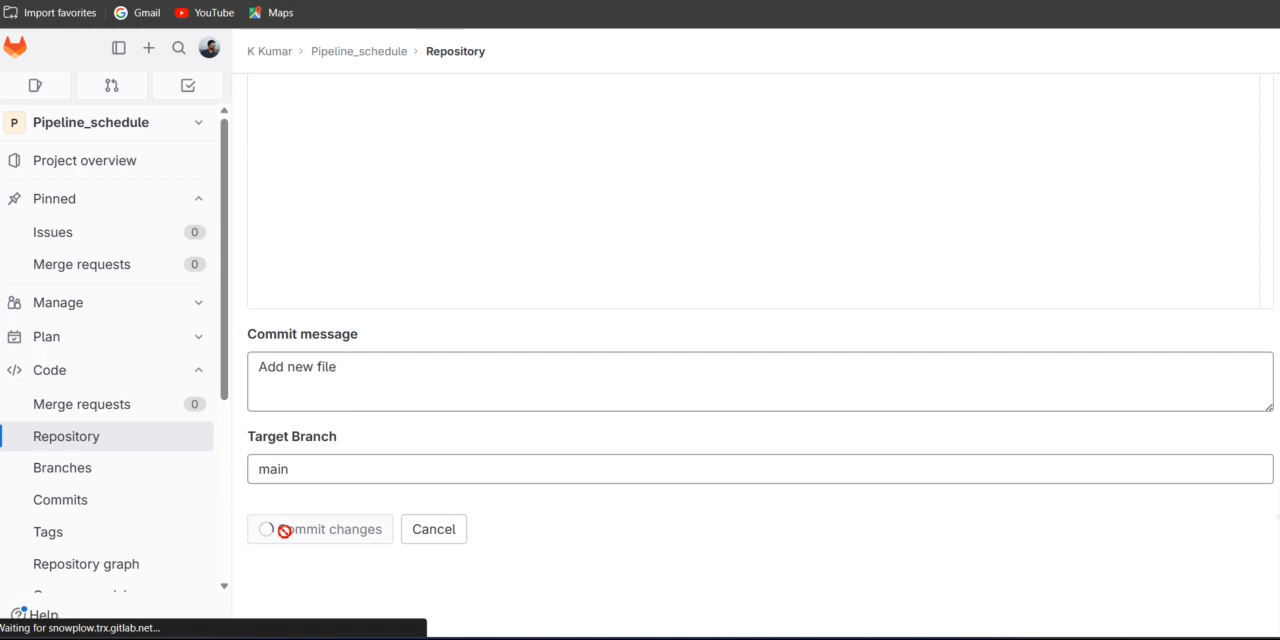 Import favorites
Gmail
YouTube
Maps
K Kumar > Pipeline_schedule > Repository
P Pipeline_schedule
Project overview
Pinned
Issues 0
Merge requests 0
Manage
Plan
Code
Merge requests 0
Repository
Branches
Commits
Tags
Repository graph
Help
Commit message
Add new file
Target Branch
main
Commit changes
Cancel
Waiting for snowplow.trx.gitlab.net...